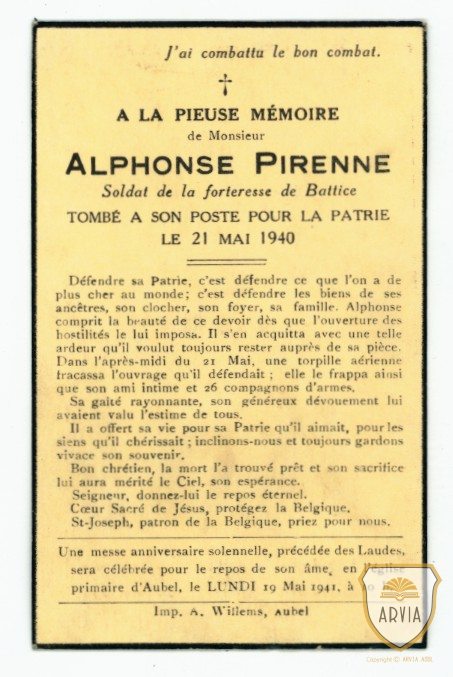 J'ai combattu le bon combat.
†
A LA PIEUSE MÉMOIRE
de Monsieur
ALPHONSE PIRENNE
Soldat de la forteresse de Battice
TOMBÉ A SON POSTE POUR LA PATRIE
LE 21 MAI 1940
Défendre sa Patrie, c'est défendre ce que l'on a de
plus cher au monde; c'est défendre les biens de ses
ancêtres, son clocher, son foyer, sa famille. Alphonse
comprit la beauté de ce devoir dès que l'ouverture des
hostilités le lui imposa. Il s'en acquitta avec une telle
ardeur qu'il voulut toujours rester auprès de sa pièce.
Dans l'après-midi du 21 Mai, une torpille aérienne
fracassa l'ouvrage qu'il défendait; elle le frappa ainsi
que son ami intime et 26 compagnons d'armes.
Sa gaité rayonnante, son généreux dévouement lui
avaient valu l'estime de tous.
Il a offert sa vie pour sa Patrie qu'il aimait, pour les
siens qu'il chérissait; inclinons-nous et toujours gardons
vivace son souvenir.
Bon chrétien, la mort l'a trouvé prêt et son sacrifice
lui aura mérité le Ciel, son espérance.
Seigneur, donnez-lui le repos éternel.
Cœur Sacré de Jésus, protégez la Belgique.
St-Joseph, patron de la Belgique, priez pour nous.
Une messe anniversaire solennelle, précédée des Laudes,
sera célébrée pour le repos de son âme, en l'église
primaire d'Aubel, le LUNDI 19 Mai 1941, à
Imp. A. Willems, Aubel
ARVIA
Copyright © ARVIA ASBL